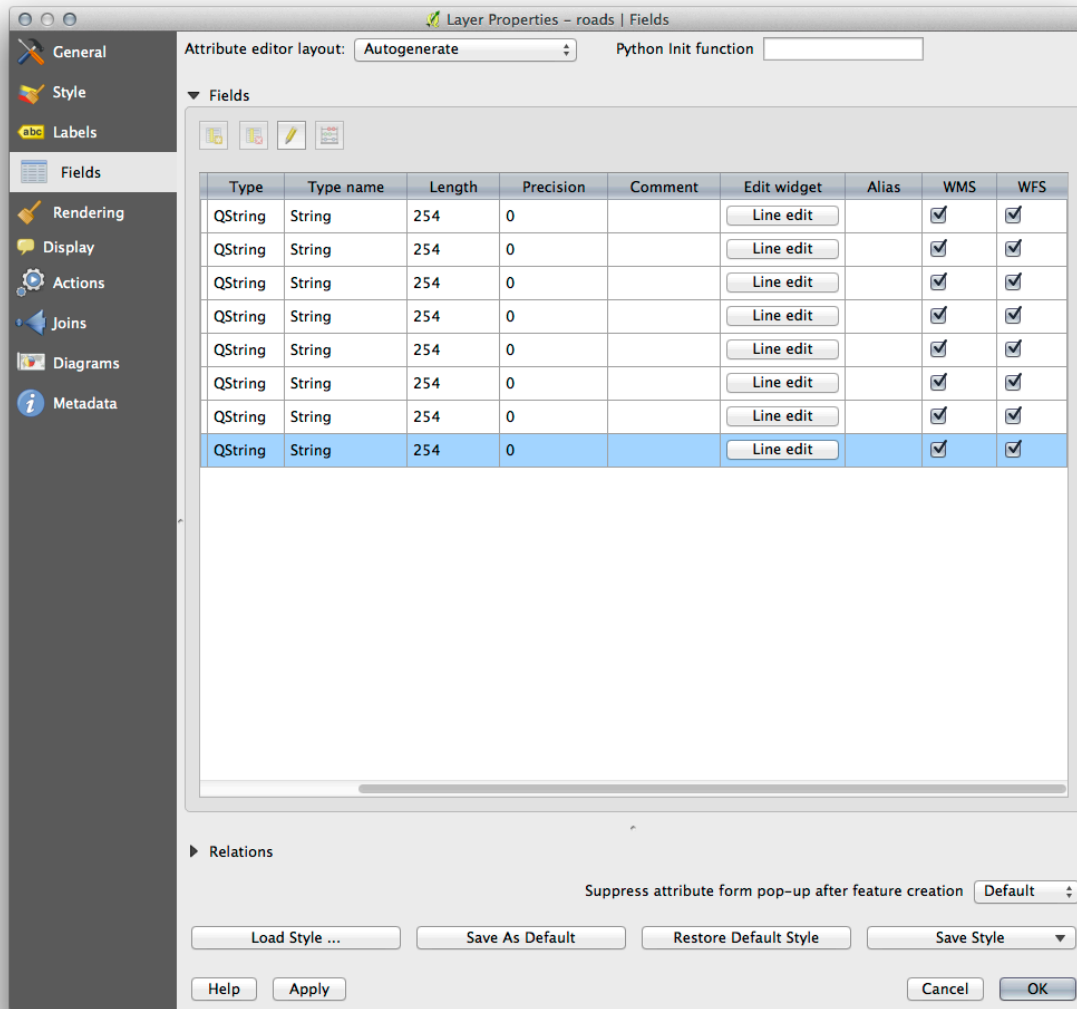 Layer Properties – roads | Fields
General
Style
abc Labels
Fields
Rendering
Display
Actions
Joins
Diagrams
i Metadata
Attribute editor layout: Autogenerate Python Init function
Fields
Type Type name Length Precision Comment Edit widget Alias WMS WFS
QString String 254 0 Line edit
QString String 254 0 Line edit
QString String 254 0 Line edit
QString String 254 0 Line edit
QString String 254 0 Line edit
QString String 254 0 Line edit
QString String 254 0 Line edit
QString String 254 0 Line edit
Relations
Suppress attribute form pop-up after feature creation Default
Load Style ... Save As Default Restore Default Style Save Style
Help Apply Cancel OK